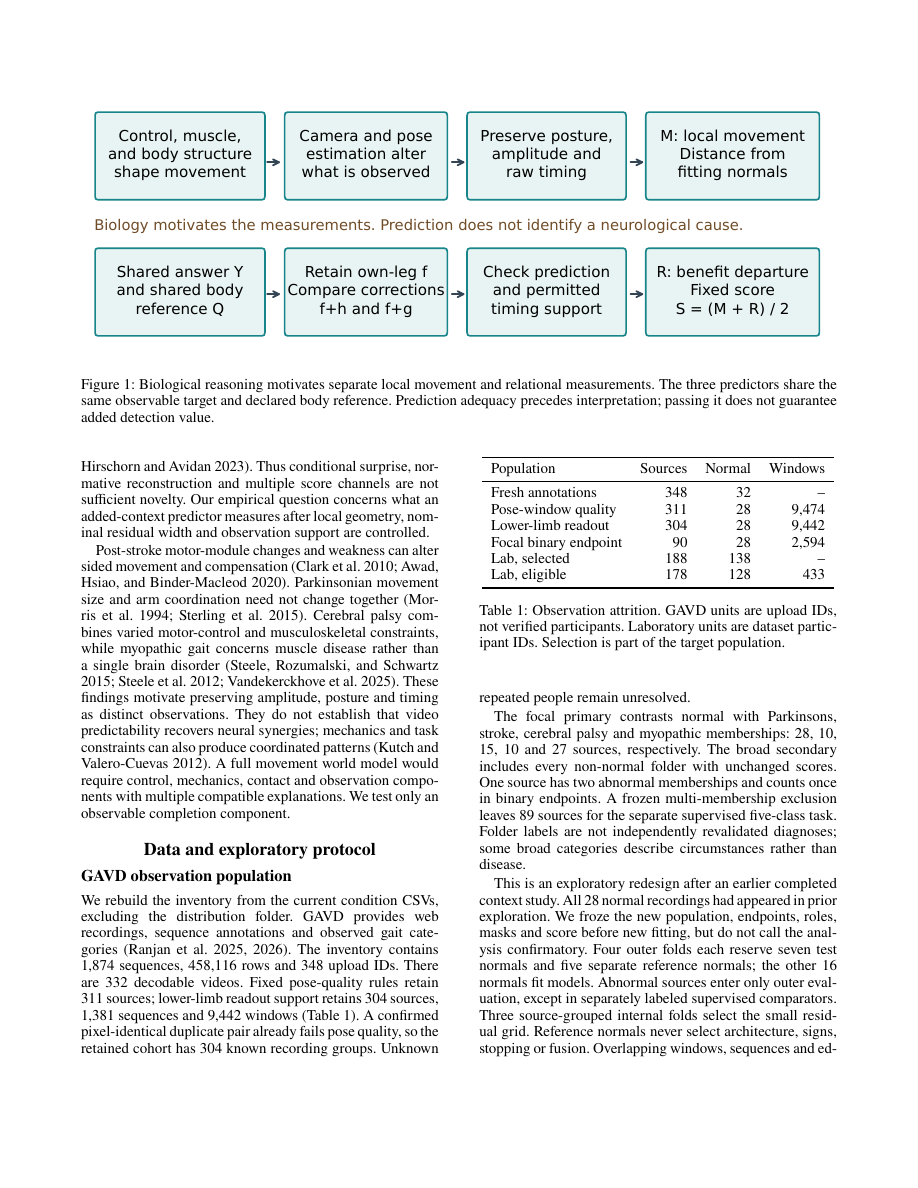 Control, muscle,
and body structure
shape movement
Camera and pose
estimation alter
what is observed
Preserve posture,
amplitude and
raw timing
M: local movement
Distance from
fitting normals
Biology motivates the measurements. Prediction does not identify a neurological cause.
Shared answer Y
and shared body
reference Q
Retain own-leg f
Compare corrections
f+h and f+g
Check prediction
and permitted
timing support
R: benefit departure
Fixed score
S = (M + R) / 2
Figure 1: Biological reasoning motivates separate local movement and relational measurements. The three predictors share the
same observable target and declared body reference. Prediction adequacy precedes interpretation; passing it does not guarantee
added detection value.
Hirschorn and Avidan 2023). Thus conditional surprise, nor-
mative reconstruction and multiple score channels are not
sufficient novelty. Our empirical question concerns what an
added-context predictor measures after local geometry, nom-
inal residual width and observation support are controlled.
Post-stroke motor-module changes and weakness can alter
sided movement and compensation (Clark et al. 2010; Awad,
Hsiao, and Binder-Macleod 2020). Parkinsonian movement
size and arm coordination need not change together (Mor-
ris et al. 1994; Sterling et al. 2015). Cerebral palsy com-
bines varied motor-control and musculoskeletal constraints,
while myopathic gait concerns muscle disease rather than
a single brain disorder (Steele, Rozumalski, and Schwartz
2015; Steele et al. 2012; Vandekerckhove et al. 2025). These
findings motivate preserving amplitude, posture and timing
as distinct observations. They do not establish that video
predictability recovers neural synergies; mechanics and task
constraints can also produce coordinated patterns (Kutch and
Valero-Cuevas 2012). A full movement world model would
require control, mechanics, contact and observation compo-
nents with multiple compatible explanations. We test only an
observable completion component.
Data and exploratory protocol
GAVD observation population
We rebuild the inventory from the current condition CSVs,
excluding the distribution folder. GAVD provides web
recordings, sequence annotations and observed gait cate-
gories (Ranjan et al. 2025, 2026). The inventory contains
1,874 sequences, 458,116 rows and 348 upload IDs. There
are 332 decodable videos. Fixed pose-quality rules retain
311 sources; lower-limb readout support retains 304 sources,
1,381 sequences and 9,442 windows (Table 1). A confirmed
pixel-identical duplicate pair already fails pose quality, so the
retained cohort has 304 known recording groups. Unknown
Population Sources Normal Windows
Fresh annotations 348 32 –
Pose-window quality 311 28 9,474
Lower-limb readout 304 28 9,442
Focal binary endpoint 90 28 2,594
Lab, selected 188 138 –
Lab, eligible 178 128 433
Table 1: Observation attrition. GAVD units are upload IDs,
not verified participants. Laboratory units are dataset partic-
ipant IDs. Selection is part of the target population.
repeated people remain unresolved.
The focal primary contrasts normal with Parkinsons,
stroke, cerebral palsy and myopathic memberships: 28, 10,
15, 10 and 27 sources, respectively. The broad secondary
includes every non-normal folder with unchanged scores.
One source has two abnormal memberships and counts once
in binary endpoints. A frozen multi-membership exclusion
leaves 89 sources for the separate supervised five-class task.
Folder labels are not independently revalidated diagnoses;
some broad categories describe circumstances rather than
disease.
This is an exploratory redesign after an earlier completed
context study. All 28 normal recordings had appeared in prior
exploration. We froze the new population, endpoints, roles,
masks and score before new fitting, but do not call the anal-
ysis confirmatory. Four outer folds each reserve seven test
normals and five separate reference normals; the other 16
normals fit models. Abnormal sources enter only outer eval-
uation, except in separately labeled supervised comparators.
Three source-grouped internal folds select the small resid-
ual grid. Reference normals never select architecture, signs,
stopping or fusion. Overlapping windows, sequences and ed-